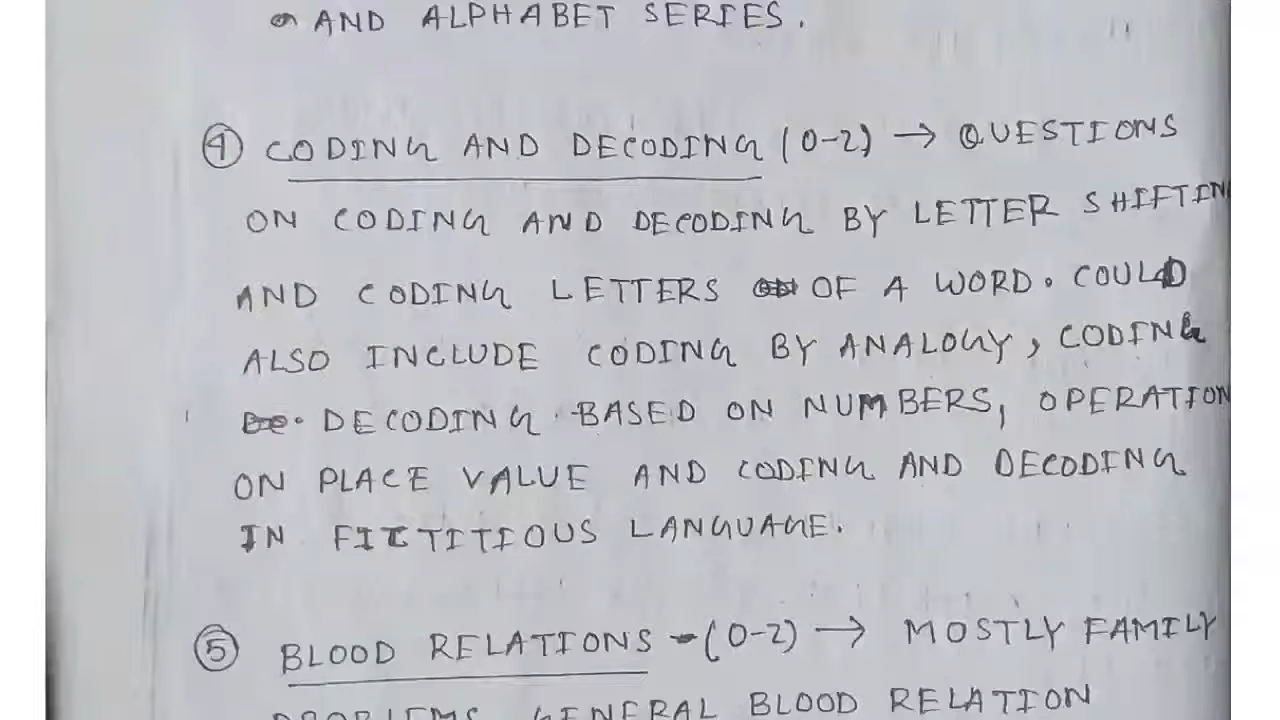 AND ALPHABET SERIES.
④ CODING AND DECODING (0-2) → QUESTIONS
ON CODING AND DECODING BY LETTER SHIFTIN
AND CODING LETTERS OF A WORD. COULD
ALSO INCLUDE CODING BY ANALOGY, CODING
DECODING BASED ON NUMBERS, OPERATION
ON PLACE VALUE AND CODING AND DECODING
IN FICTITIOUS LANGUAGE.
⑤ BLOOD RELATIONS -(0-2) → MOSTLY FAMILY
PROBLEMS, GENERAL BLOOD RELATION